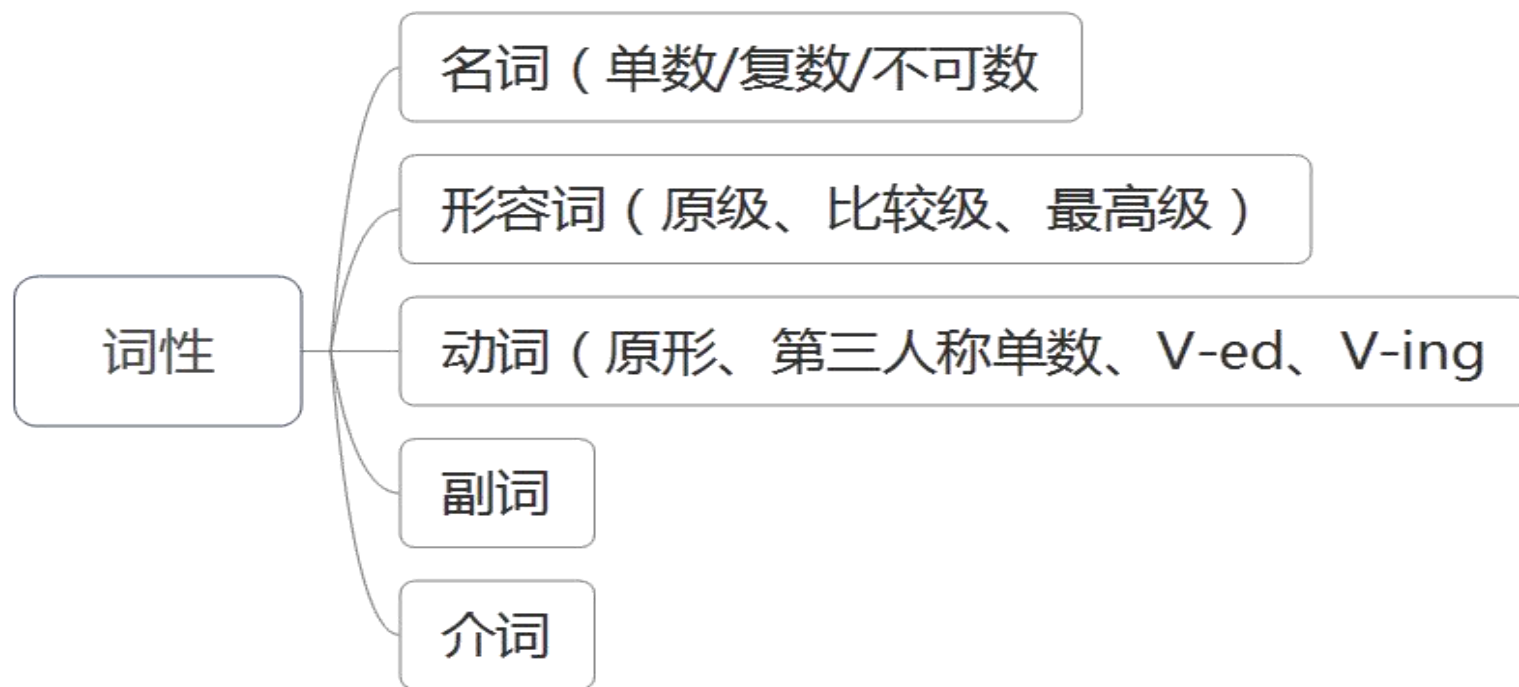 词性
名词（单数/复数/不可数
形容词（原级、比较级、最高级）
动词（原形、第三人称单数、V-ed、V-ing
副词
介词